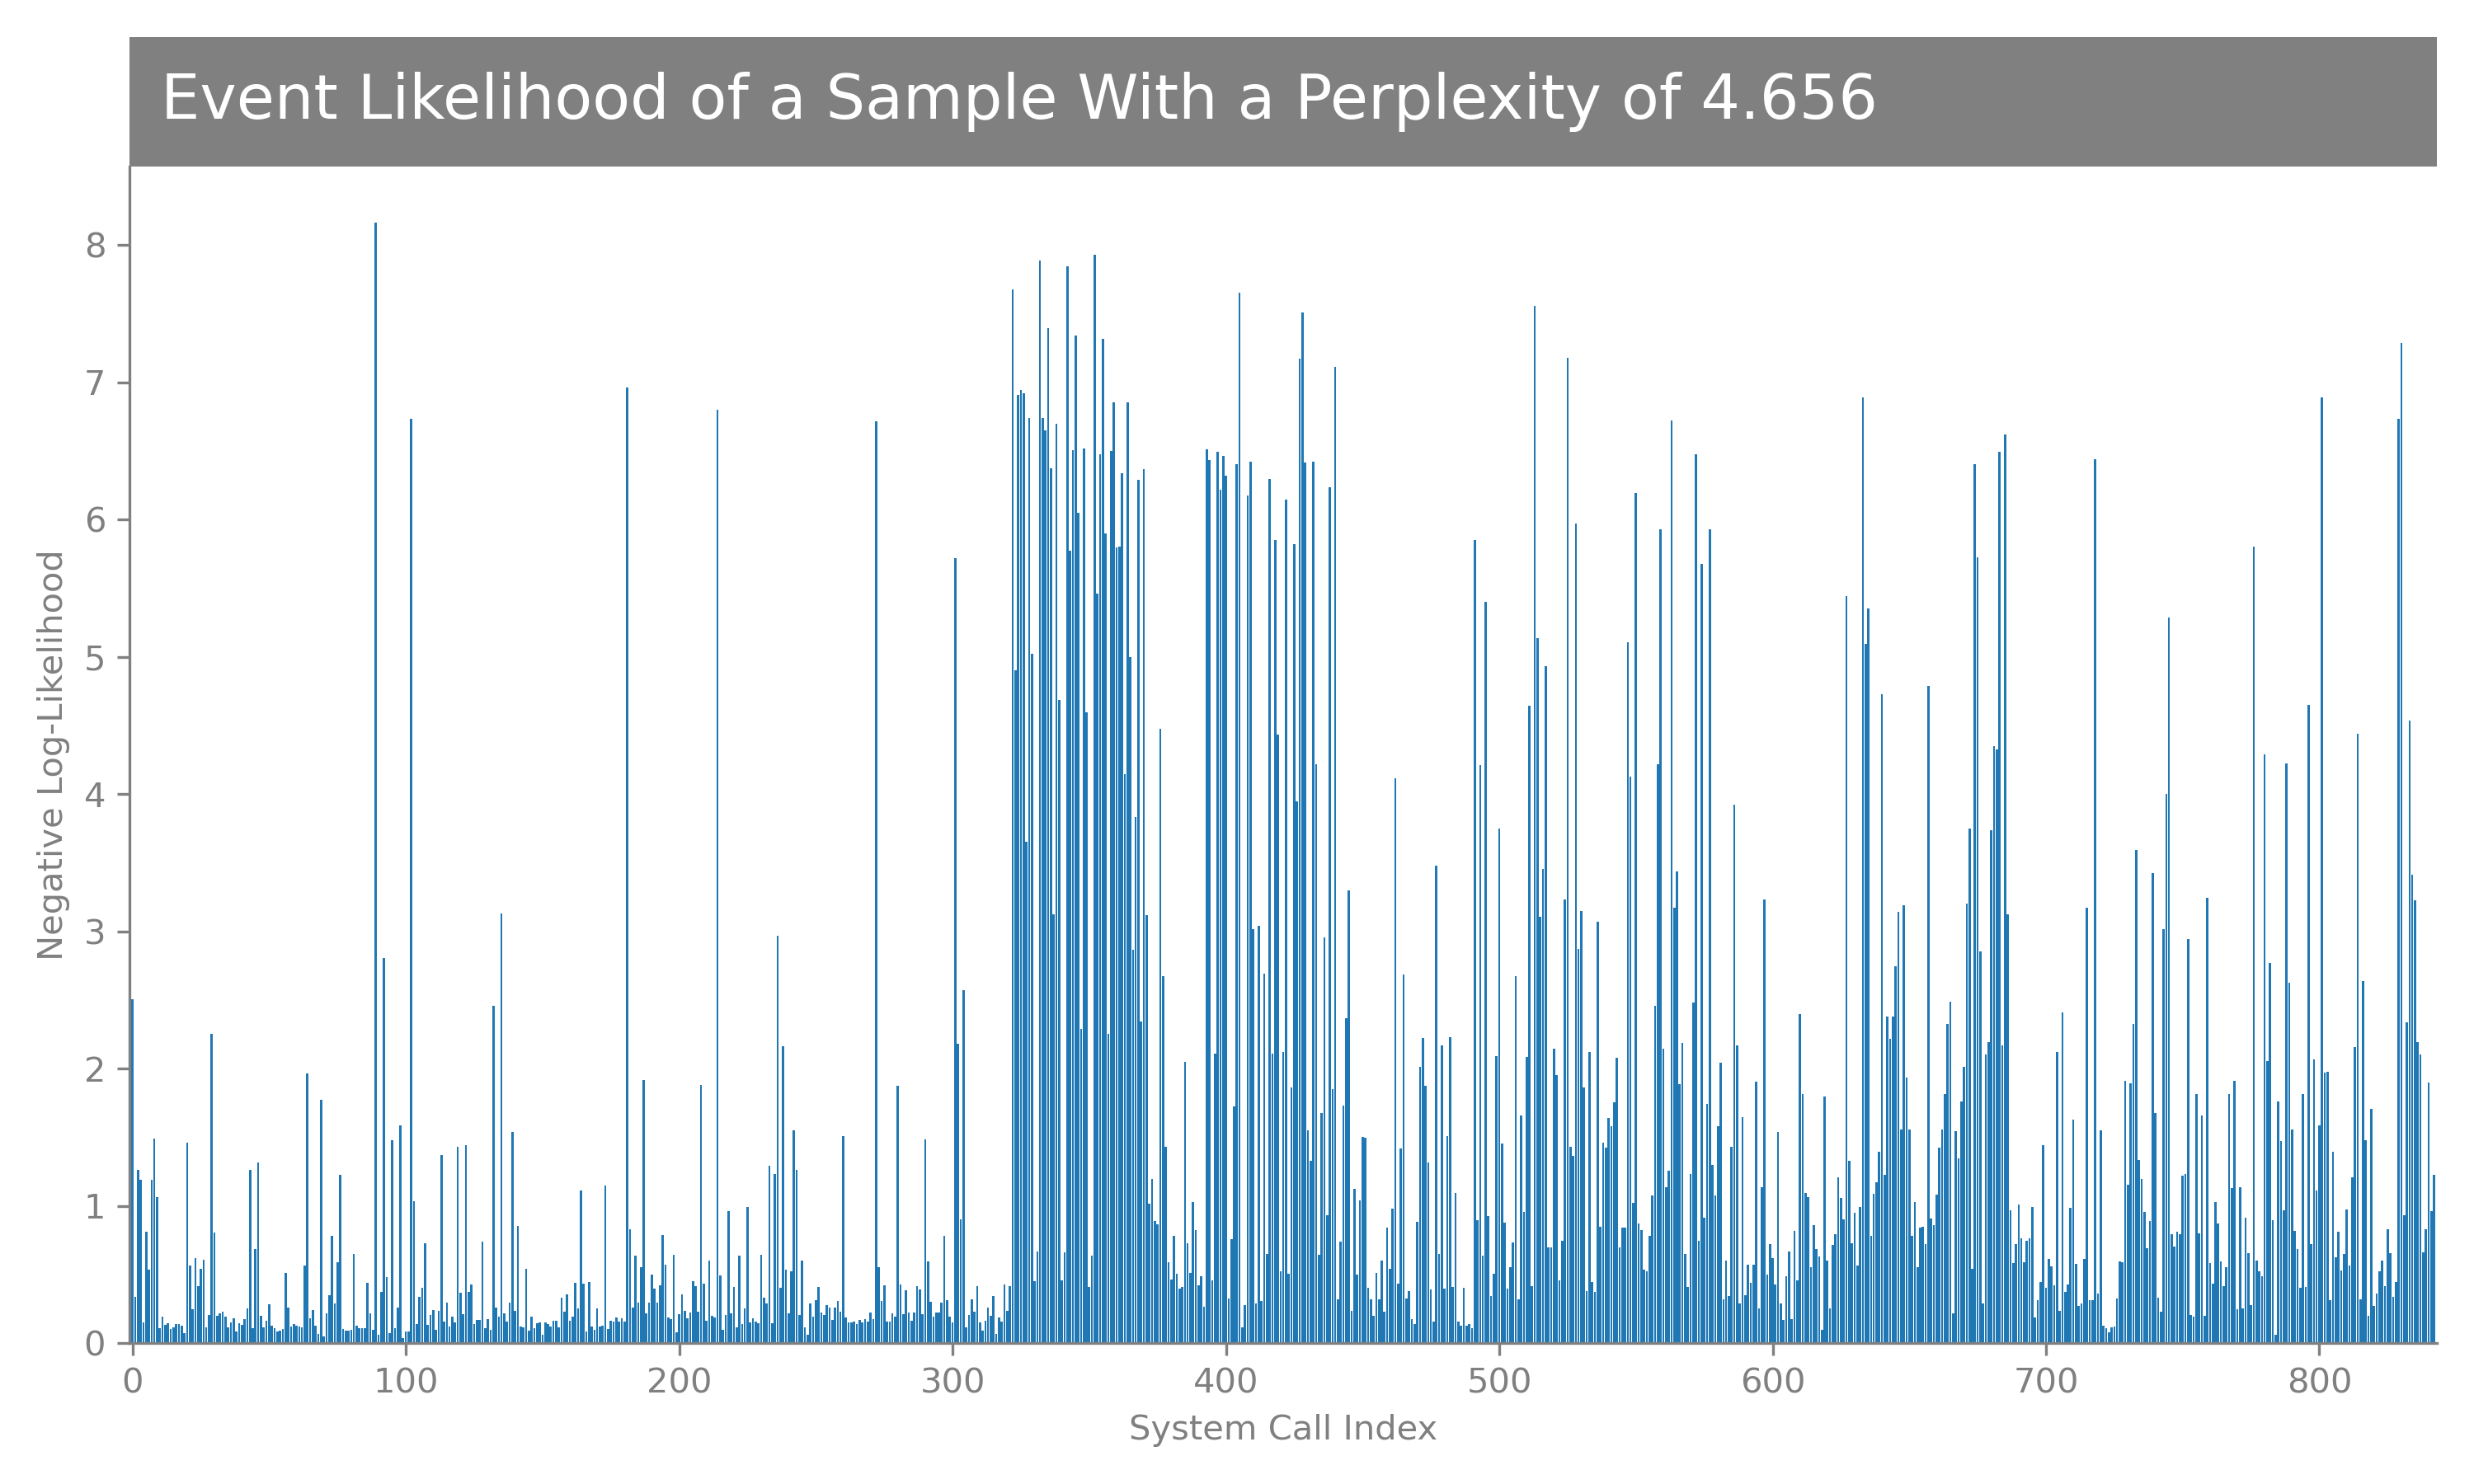 Event Likelihood of a Sample With a Perplexity of 4.656
8
7
6
5
4
3
2
1
0
Negative Log-Likelihood
0 100 200 300 400 500 600 700 800
System Call Index